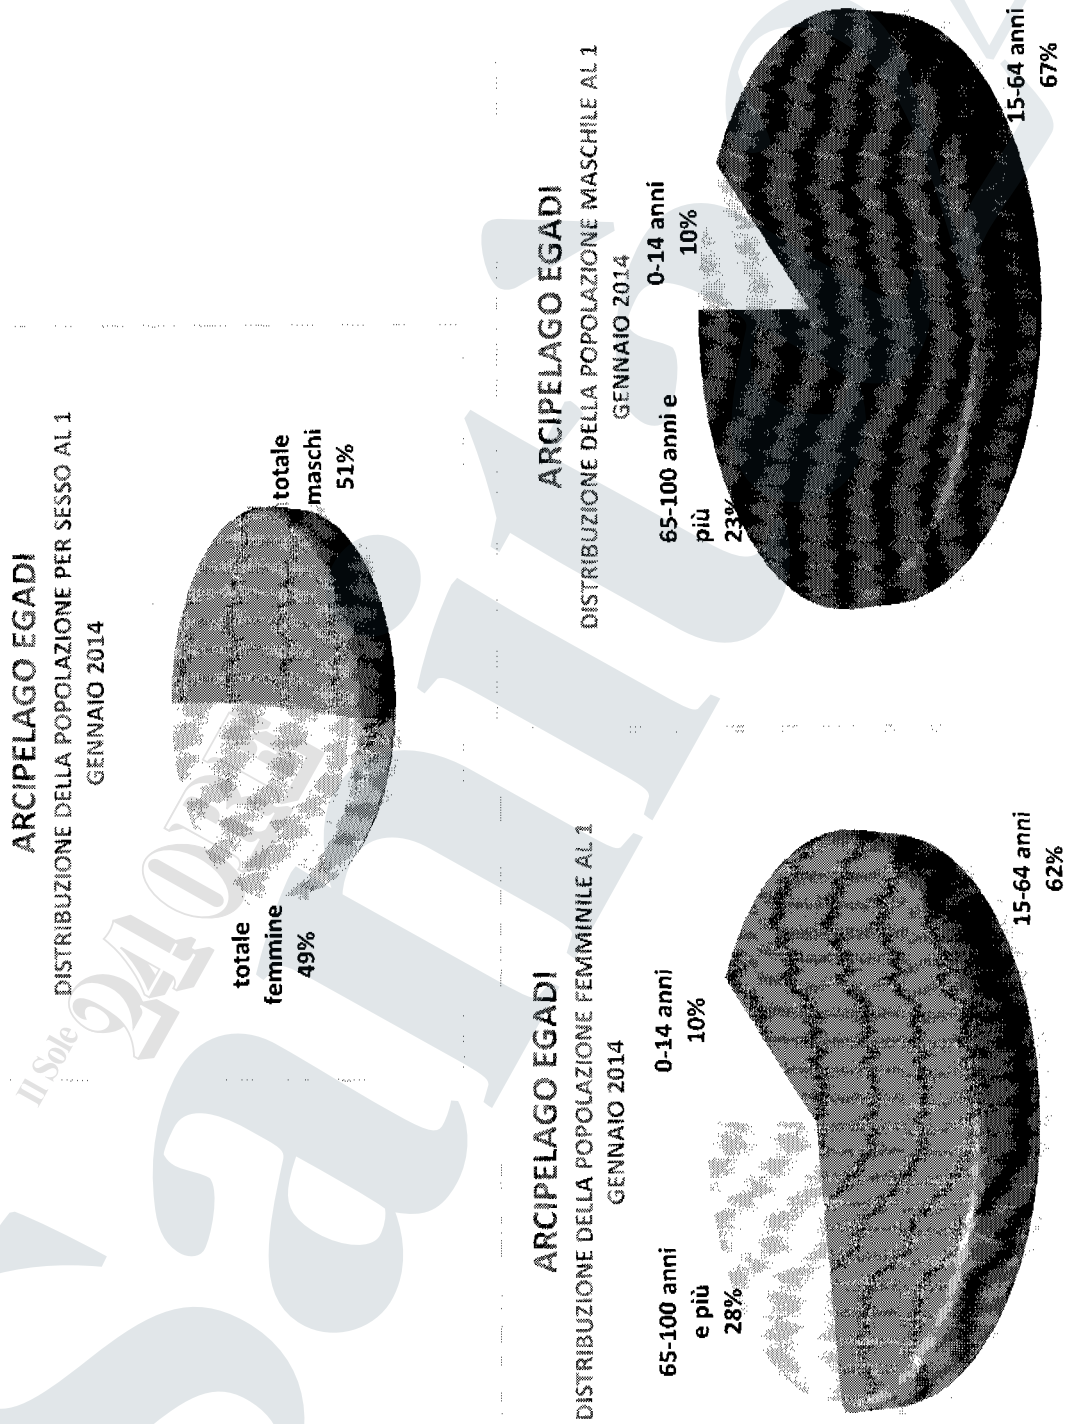 ARCIPELAGO EGADI
DISTRIBUZIONE DELLA POPOLAZIONE PER SESSO AL 1
GENNAIO 2014
totale
femmine
49%
totale
maschi
51%
ARCIPELAGO EGADI
DISTRIBUZIONE DELLA POPOLAZIONE FEMMINILE AL 1
GENNAIO 2014
65-100 anni
e più
28%
0-14 anni
10%
15-64 anni
62%
ARCIPELAGO EGADI
DISTRIBUZIONE DELLA POPOLAZIONE MASCHILE AL 1
GENNAIO 2014
65-100 anni e
più
23%
0-14 anni
10%
15-64 anni
67%
Il Sole 24 ORE
Sanità